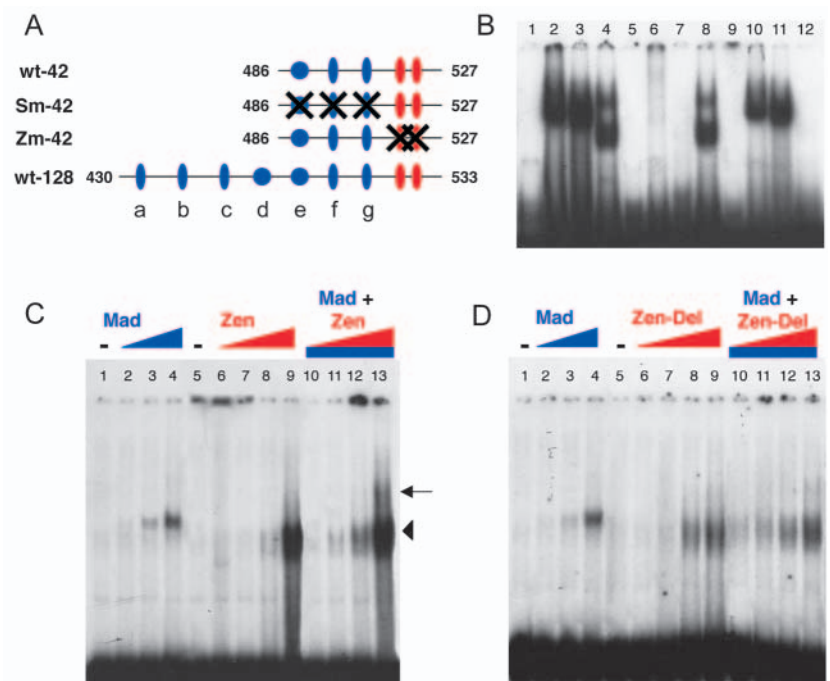 A
wt-42 486 527
Sm-42 486 527
Zm-42 486 527
wt-128 430 533
a b c d e f g
B
1 2 3 4 5 6 7 8 9 10 11 12
C
Mad Zen Mad +
Zen
- -
1 2 3 4 5 6 7 8 9 10 11 12 13
D
Mad Zen-Del Mad +
Zen-Del
- -
1 2 3 4 5 6 7 8 9 10 11 12 13